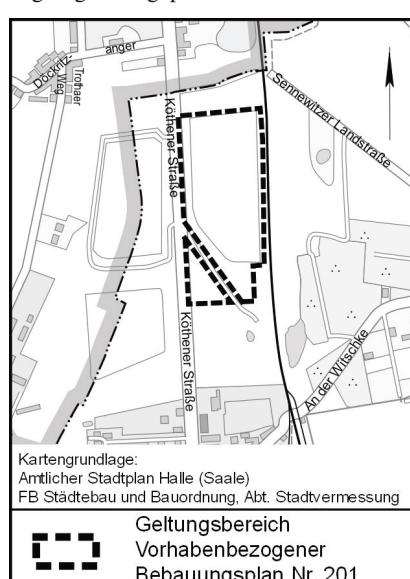 Döckritz-
anger
Trothaer
Weg
Köthener Straße
Sennewitzer Landstraße
Köthener Straße
An der Witschke
Kartengrundlage:
Amtlicher Stadtplan Halle (Saale)
FB Städtebau und Bauordnung, Abt. Stadtvermessung
Geltungsbereich
Vorhabenbezogener
Bebauungsplan Nr. 201